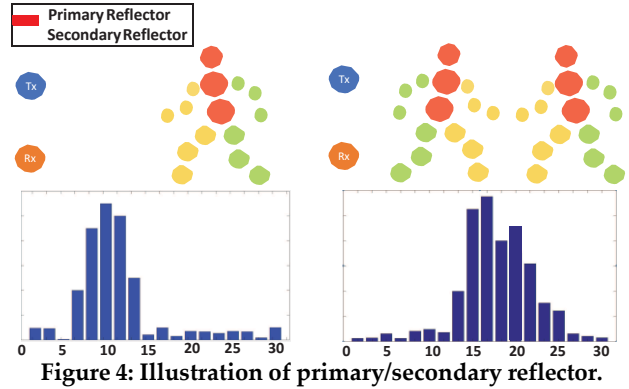 Primary Reflector
Secondary Reflector
Tx
Rx
Tx
Rx
0 5 10 15 20 25 30
0 5 10 15 20 25 30
Figure 4: Illustration of primary/secondary reflector.